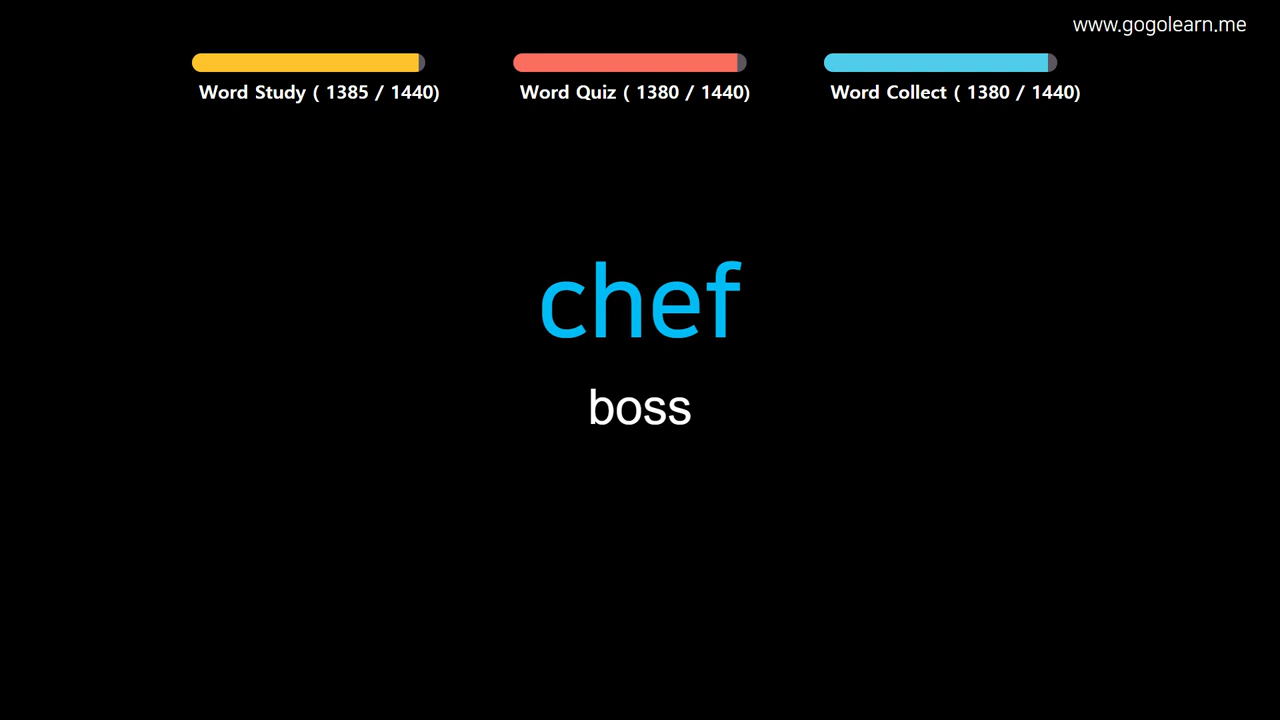 www.gogolearn.me
Word Study ( 1385 / 1440)
Word Quiz ( 1380 / 1440)
Word Collect ( 1380 / 1440)
chef
boss